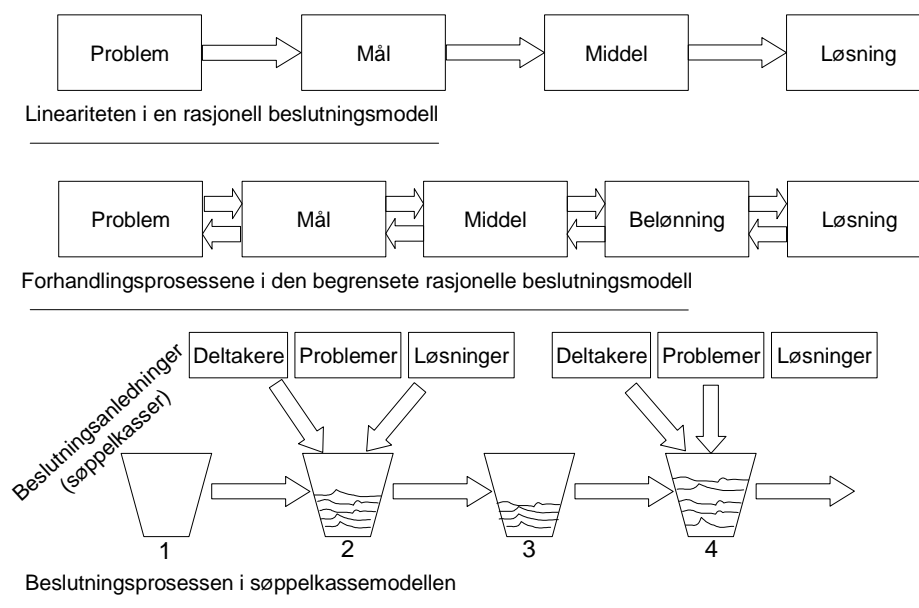 Problem Mål Middel Løsning
Lineariteten i en rasjonell beslutningsmodell
Problem Mål Middel Belønning Løsning
Forhandlingsprosessene i den begrensete rasjonelle beslutningsmodell
Beslutningsanledninger
(søppelkasser)
Deltakere Problemer Løsninger Deltakere Problemer Løsninger
1 2 3 4
Beslutningsprosessen i søppelkassemodellen